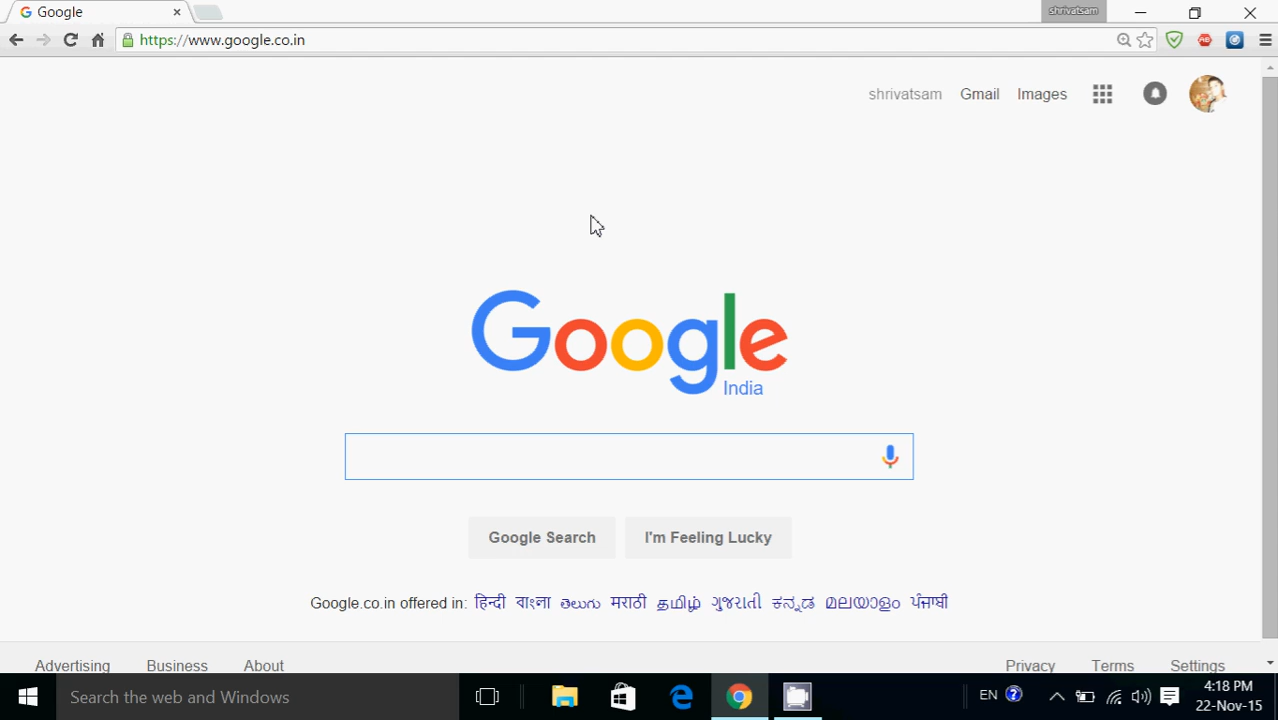 Google
shrivatsam
https://www.google.co.in
shrivatsam Gmail Images
Google
India
Google Search I'm Feeling Lucky
Google.co.in offered in: हिन्दी বাংলা తెలుగు मराठी தமிழ் ગુજરાતી ಕನ್ನಡ മലയാളം ਪੰਜਾਬੀ
Advertising Business About Privacy Terms Settings
Search the web and Windows
EN
4:18 PM
22-Nov-15